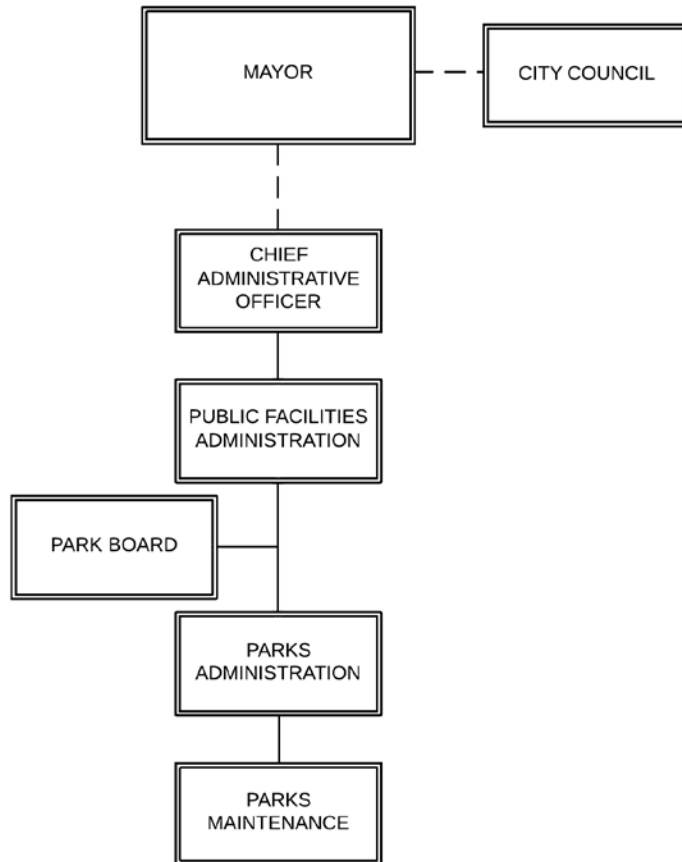 MAYOR
CITY COUNCIL
CHIEF
ADMINISTRATIVE
OFFICER
PUBLIC FACILITIES
ADMINISTRATION
PARK BOARD
PARKS
ADMINISTRATION
PARKS
MAINTENANCE